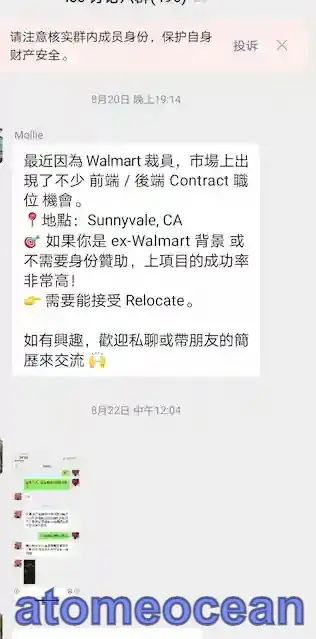 请注意核实群内成员身份，保护自身
财产安全。
投诉
8月20日 晚上19:14
Mollie
最近因為 Walmart 裁員，市場上出
現了不少 前端 / 後端 Contract 職
位 機會。
📍地點：Sunnyvale, CA
🎯 如果你是 ex-Walmart 背景 或
不需要身份贊助，上項目的成功率
非常高!
👉 需要能接受 Relocate。
如有興趣，歡迎私聊或帶朋友的簡
歷來交流 🙌
8月22日 中午12:04
atomeocean